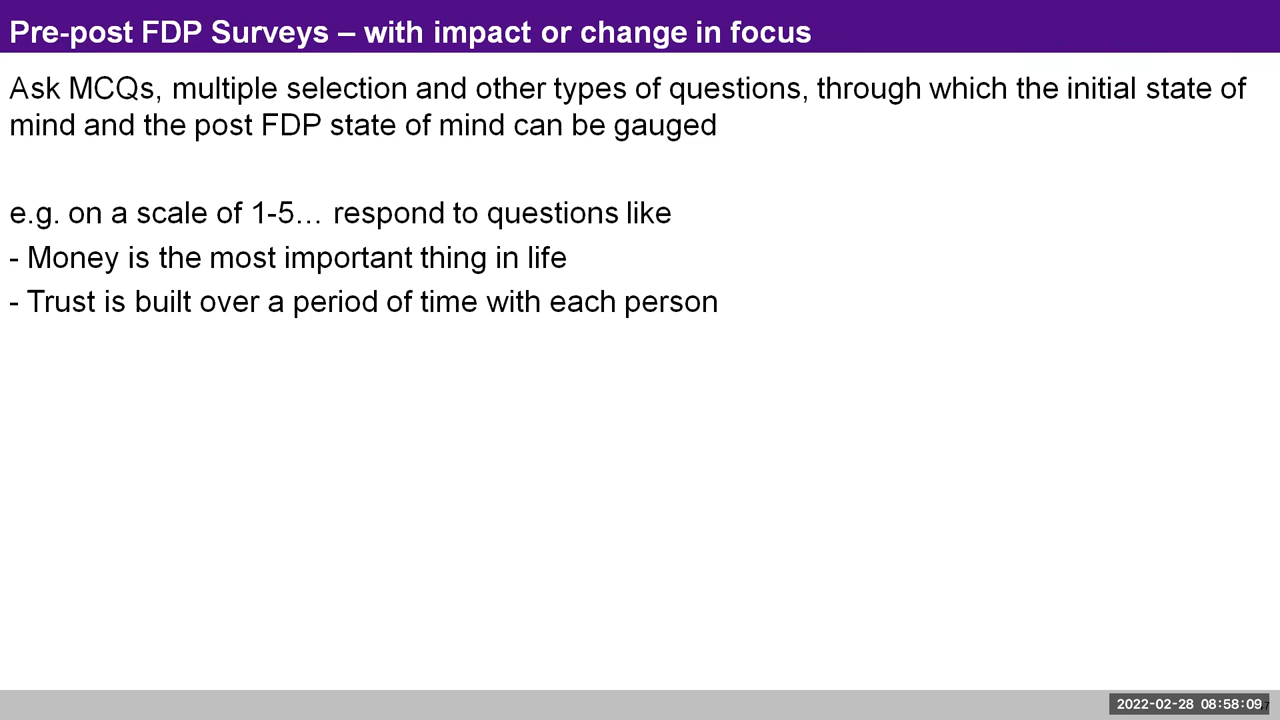 Pre-post FDP Surveys – with impact or change in focus
Ask MCQs, multiple selection and other types of questions, through which the initial state of
mind and the post FDP state of mind can be gauged
e.g. on a scale of 1-5… respond to questions like
- Money is the most important thing in life
- Trust is built over a period of time with each person
2022-02-28 08:58:09